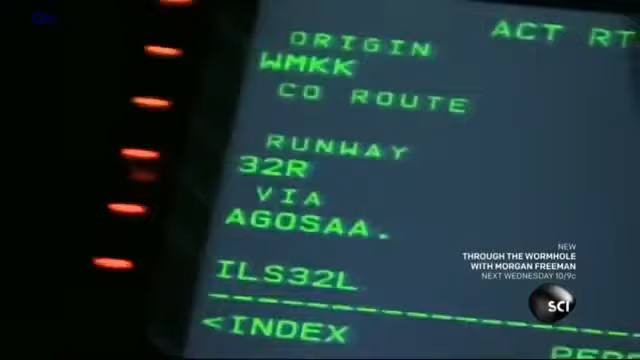 ACT RT
ORIGIN
WMKK
CO ROUTE
RUNWAY
32R
VIA
AGOSAA.
ILS32L
<INDEX
NEW
THROUGH THE WORMHOLE
WITH MORGAN FREEMAN
NEXT WEDNESDAY 10/9c
SCI